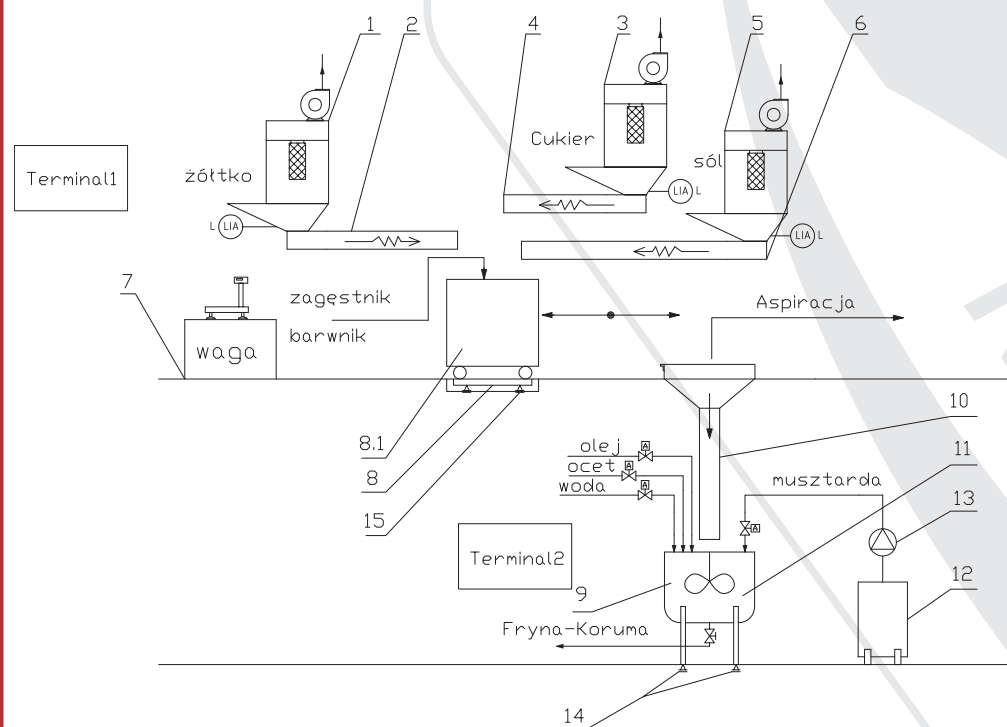 1
2
4
3
5
6
Cukier
sól
żółtko
Terminal1
LIA L
L LIA
LIA L
7
zagęstnik
barwnik
Aspiracja
waga
10
8.1
olej
11
8
ocet
musztarda
woda
A
A
A
A
15
13
Terminal2
9
12
Fryna-Koruma
14